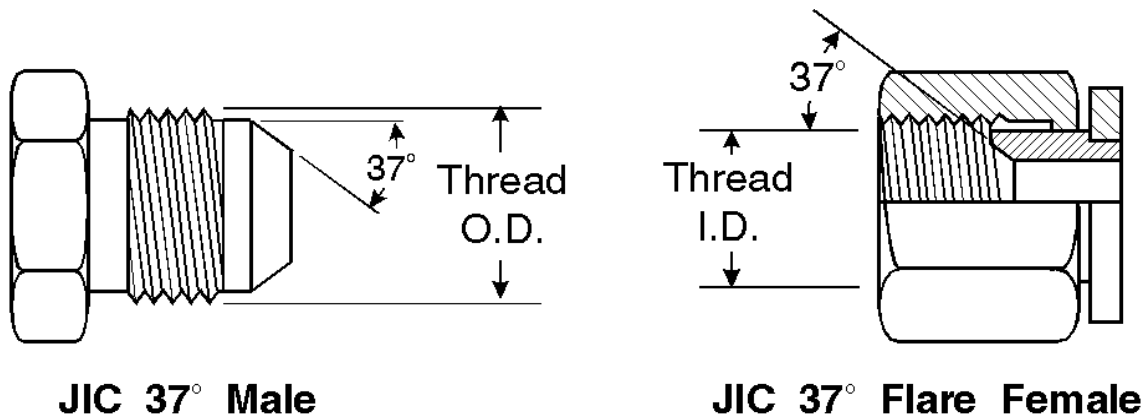 37°
Thread
O.D.
37°
Thread
I.D.
JIC 37° Male
JIC 37° Flare Female